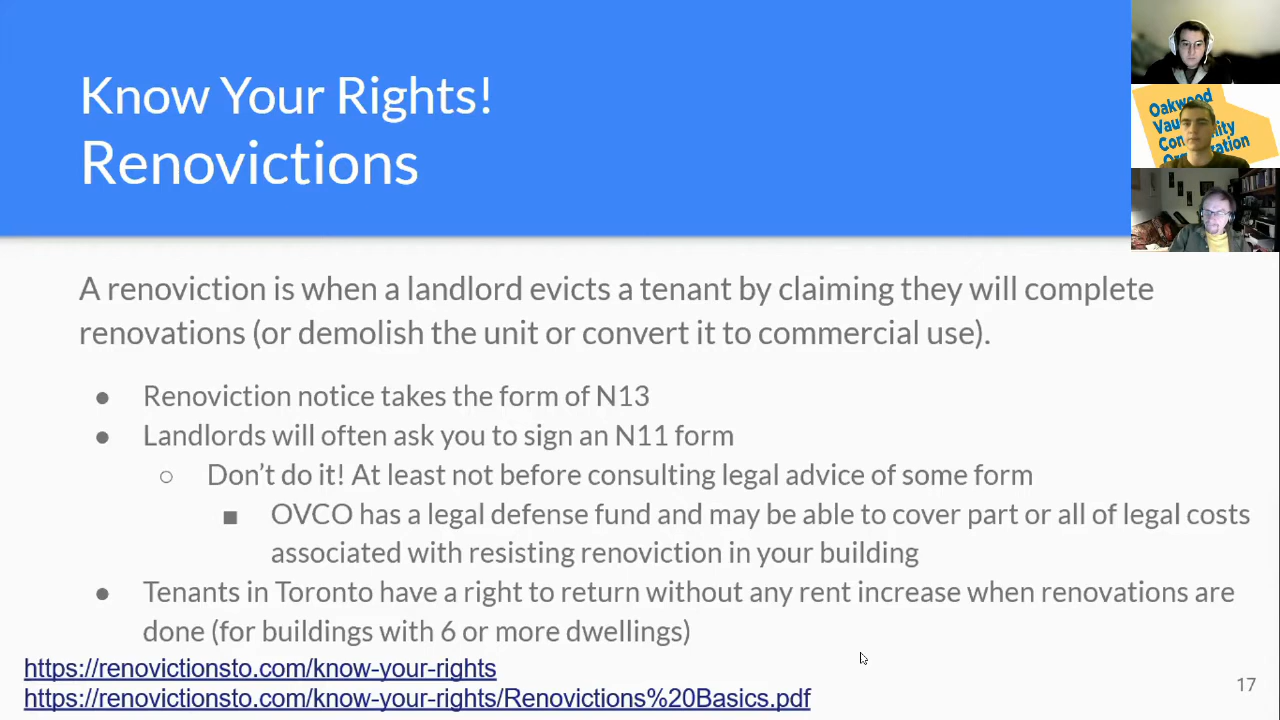 Know Your Rights!
Renovictions
A renoviction is when a landlord evicts a tenant by claiming they will complete
renovations (or demolish the unit or convert it to commercial use).
● Renoviction notice takes the form of N13
● Landlords will often ask you to sign an N11 form
○ Don't do it! At least not before consulting legal advice of some form
■ OVCO has a legal defense fund and may be able to cover part or all of legal costs
associated with resisting renoviction in your building
● Tenants in Toronto have a right to return without any rent increase when renovations are
done (for buildings with 6 or more dwellings)
https://renovictionsto.com/know-your-rights
https://renovictionsto.com/know-your-rights/Renovictions%20Basics.pdf
17
Oakwood